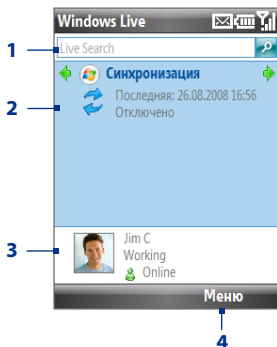 Windows Live
1
Live Search
Синхронизация
2
Последняя: 26.08.2008 16:56
Отключено
Jim C
3
Working
Online
Меню
4